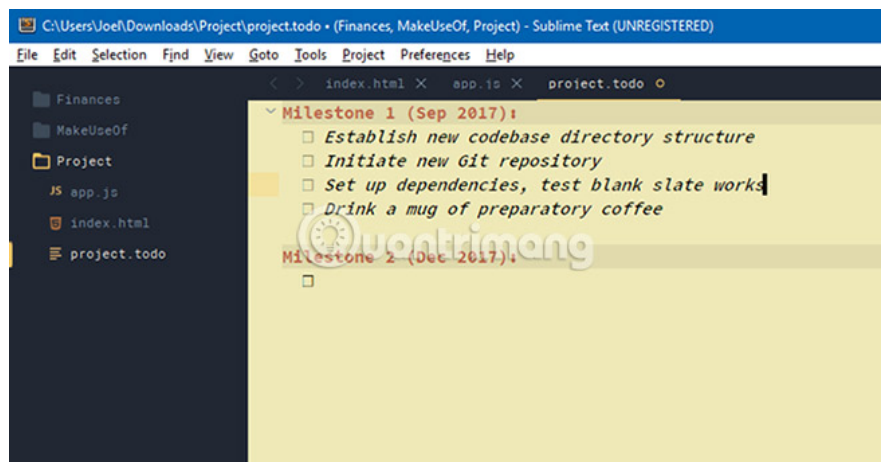 C:\Users\Joel\Downloads\Project\project.todo • (Finances, MakeUseOf, Project) - Sublime Text (UNREGISTERED)
File Edit Selection Find View Goto Tools Project Preferences Help
index.html app.js project.todo
Finances
MakeUseOf
Project
JS app.js
index.html
project.todo
Milestone 1 (Sep 2017):
Establish new codebase directory structure
Initiate new Git repository
Set up dependencies, test blank slate works
Drink a mug of preparatory coffee
Quantrimang
Milestone 2 (Dec 2017):